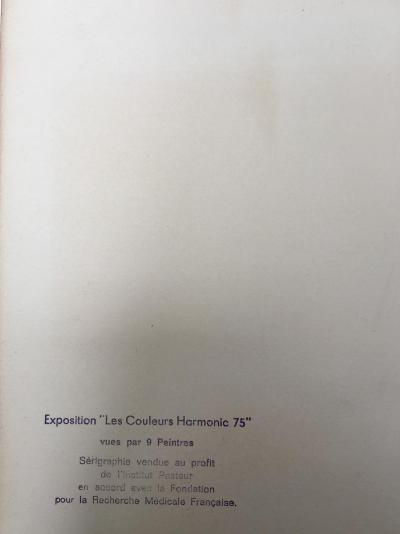 Exposition "Les Couleurs Harmonic 75"
vues par 9 Peintres
Sérigraphie vendue au profit
de l'Institut Pasteur
en accord avec la Fondation
pour la Recherche Médicale Française.